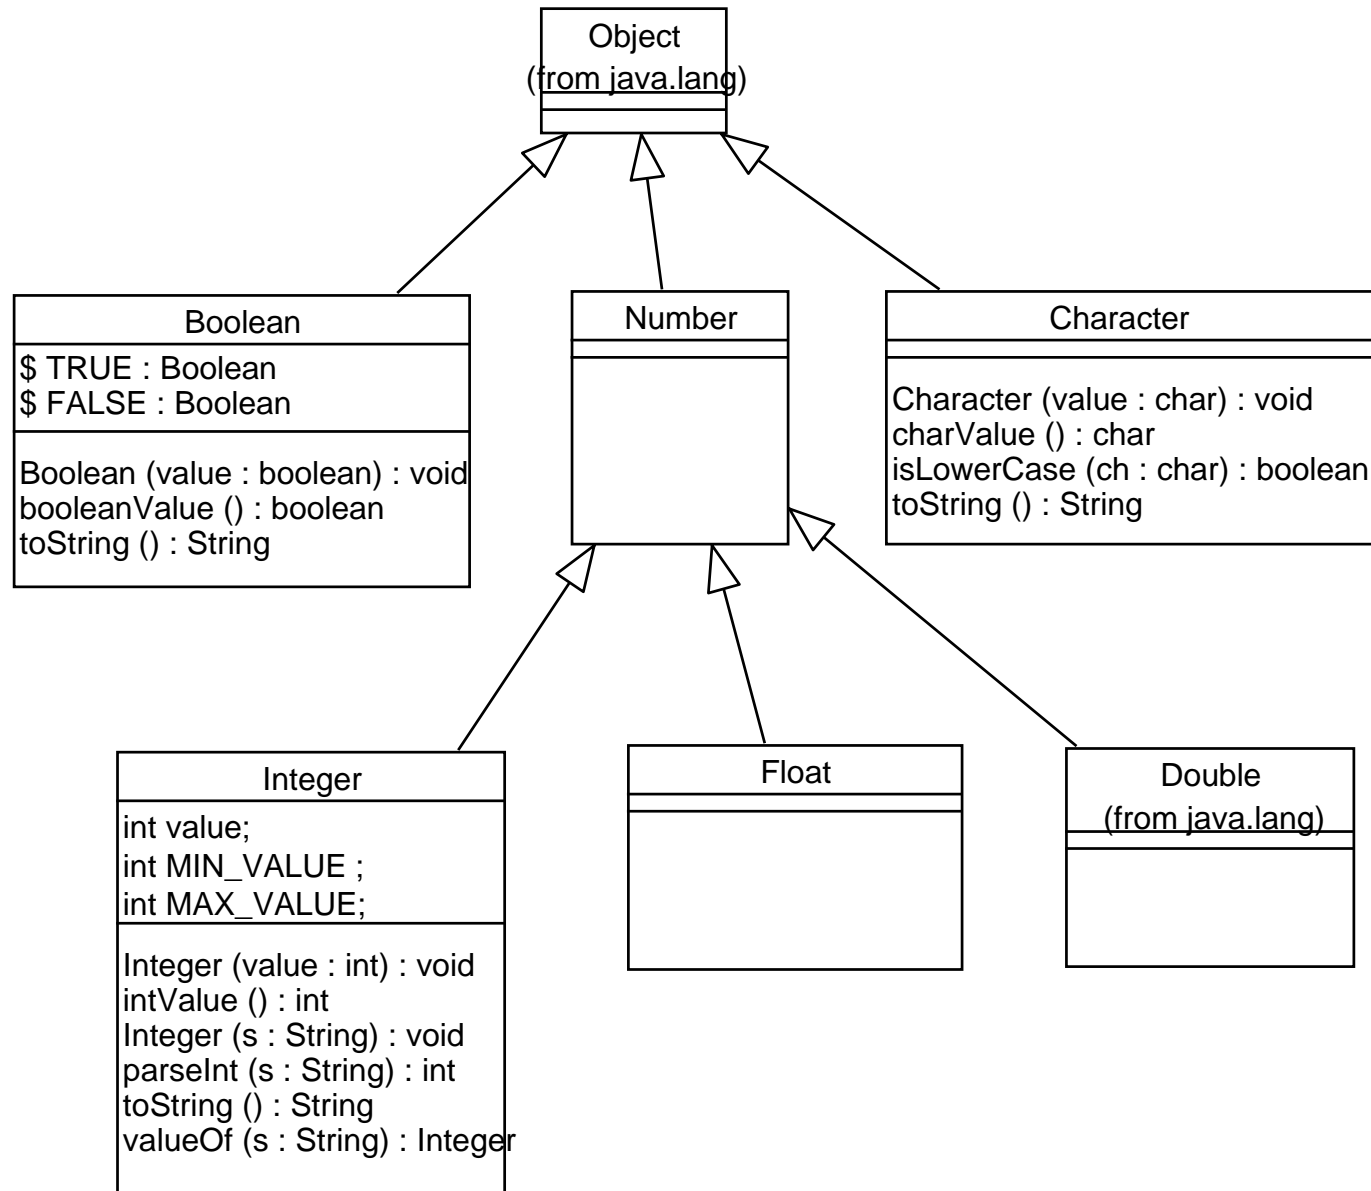 Object
(from java.lang)
Boolean
$ TRUE : Boolean
$ FALSE : Boolean
Boolean (value : boolean) : void
booleanValue () : boolean
toString () : String
Number
Character
Character (value : char) : void
charValue () : char
isLowerCase (ch : char) : boolean
toString () : String
Integer
int value;
int MIN_VALUE ;
int MAX_VALUE;
Integer (value : int) : void
intValue () : int
Integer (s : String) : void
parseInt (s : String) : int
toString () : String
valueOf (s : String) : Integer
Float
Double
(from java.lang)